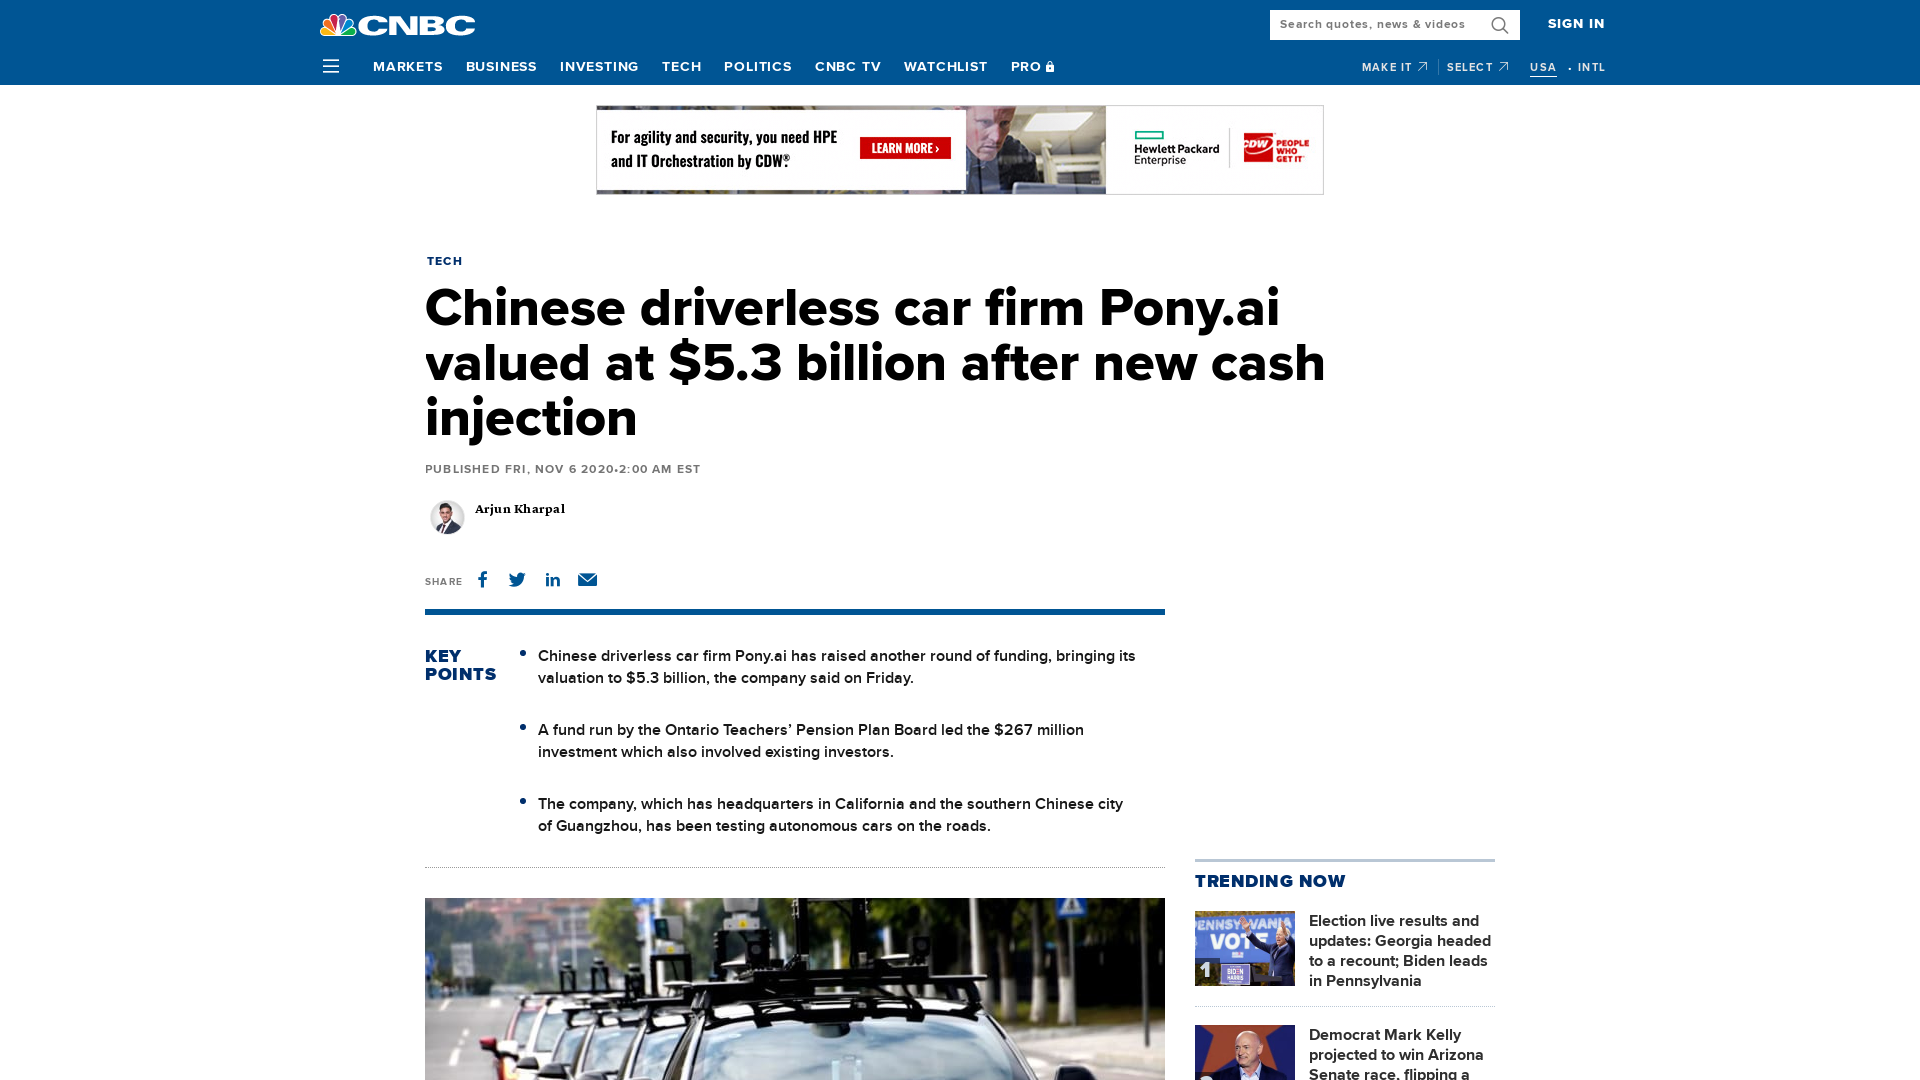 CNBC
Search quotes, news & videos
SIGN IN
MARKETS BUSINESS INVESTING TECH POLITICS CNBC TV WATCHLIST PRO
MAKE IT SELECT USA • INTL
For agility and security, you need HPE
and IT Orchestration by CDW®.
LEARN MORE ›
Hewlett Packard
Enterprise
CDW PEOPLE
WHO
GET IT
TECH
Chinese driverless car firm Pony.ai
valued at $5.3 billion after new cash
injection
PUBLISHED FRI, NOV 6 2020•2:00 AM EST
Arjun Kharpal
SHARE
KEY
POINTS
• Chinese driverless car firm Pony.ai has raised another round of funding, bringing its
valuation to $5.3 billion, the company said on Friday.
• A fund run by the Ontario Teachers’ Pension Plan Board led the $267 million
investment which also involved existing investors.
• The company, which has headquarters in California and the southern Chinese city
of Guangzhou, has been testing autonomous cars on the roads.
TRENDING NOW
PENNSYLVANIA
VOTE
BIDEN
HARRIS
1
Election live results and
updates: Georgia headed
to a recount; Biden leads
in Pennsylvania
Democrat Mark Kelly
projected to win Arizona
Senate race, flipping a